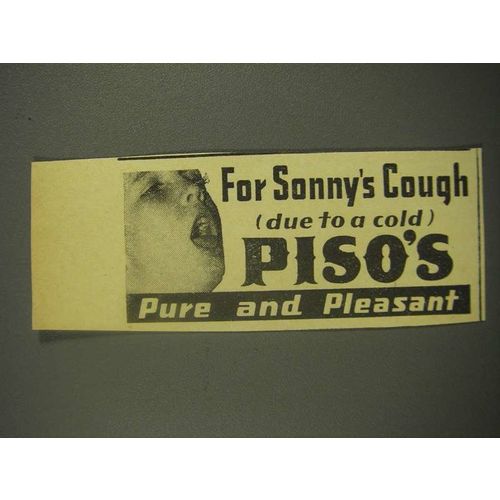 For Sonny's Cough
(due to a cold)
PISO'S
Pure and Pleasant